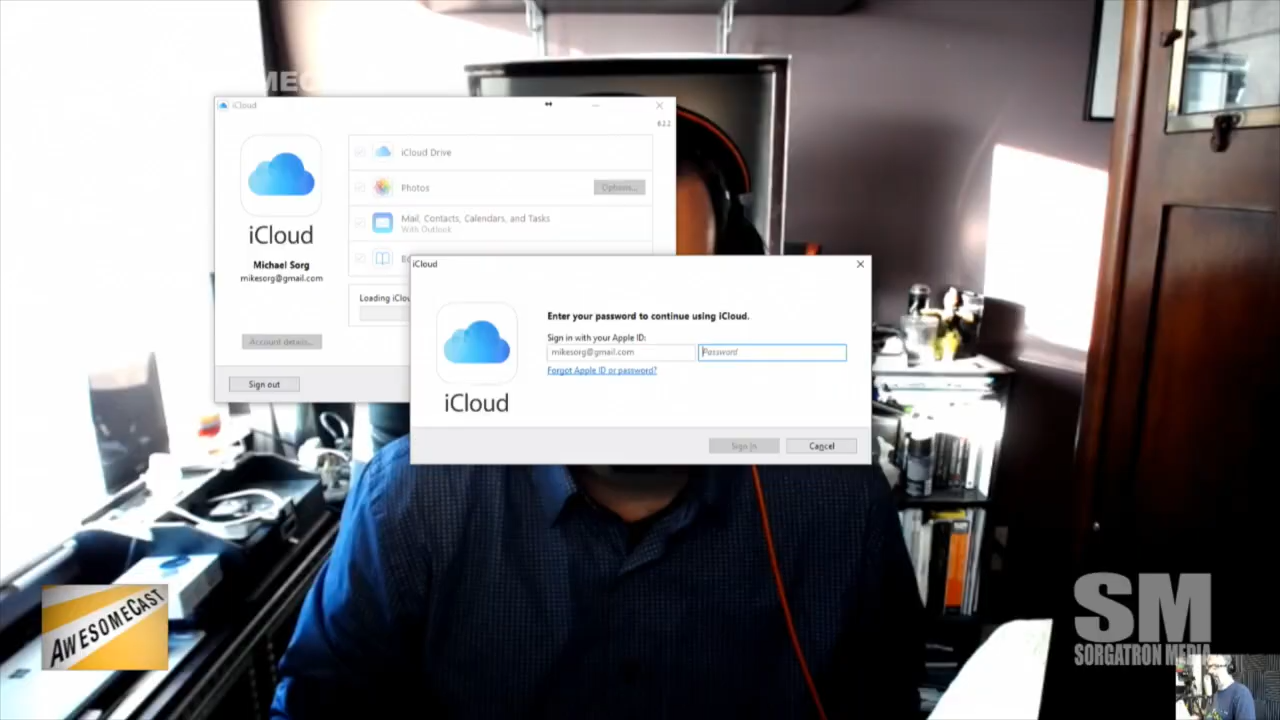 iCloud
6.2.2
iCloud Drive
Photos
Options...
Mail, Contacts, Calendars, and Tasks
With Outlook
iCloud
Michael Sorg
mikesorg@gmail.com
Account details...
Sign out
Loading
iCloud
Enter your password to continue using iCloud.
Sign in with your Apple ID:
mikesorg@gmail.com
Password
Forgot Apple ID or password?
iCloud
Sign In
Cancel
AWESOMECAST
SM
SORGATRON MEDIA